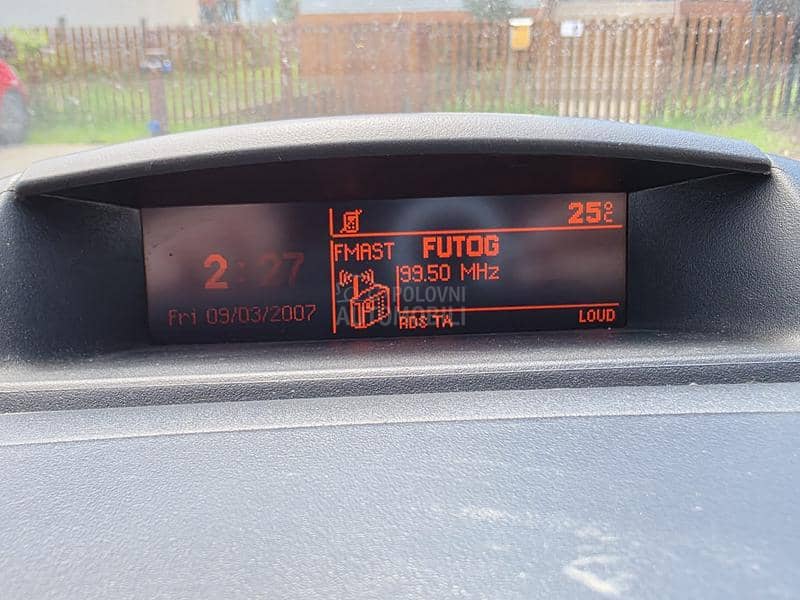 25°C
FMAST FUTOG
2:27
99.50 MHz
Fri 09/03/2007
RDS TA LOUD
POLOVNI
AUTOMOBILI